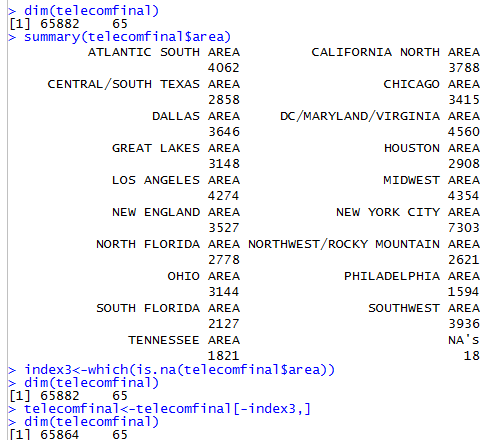 > dim(telecomfinal)
[1] 65882    65
> summary(telecomfinal$area)
ATLANTIC SOUTH AREA CALIFORNIA NORTH AREA
4062 3788
CENTRAL/SOUTH TEXAS AREA CHICAGO AREA
2858 3415
DALLAS AREA DC/MARYLAND/VIRGINIA AREA
3646 4560
GREAT LAKES AREA HOUSTON AREA
3148 2908
LOS ANGELES AREA MIDWEST AREA
4274 4354
NEW ENGLAND AREA NEW YORK CITY AREA
3527 7303
NORTH FLORIDA AREA NORTHWEST/ROCKY MOUNTAIN AREA
2778 2621
OHIO AREA PHILADELPHIA AREA
3144 1594
SOUTH FLORIDA AREA SOUTHWEST AREA
2127 3936
TENNESSEE AREA NA's
1821 18
> index3<-which(is.na(telecomfinal$area))
> dim(telecomfinal)
[1] 65882    65
> telecomfinal<-telecomfinal[-index3,]
> dim(telecomfinal)
[1] 65864    65